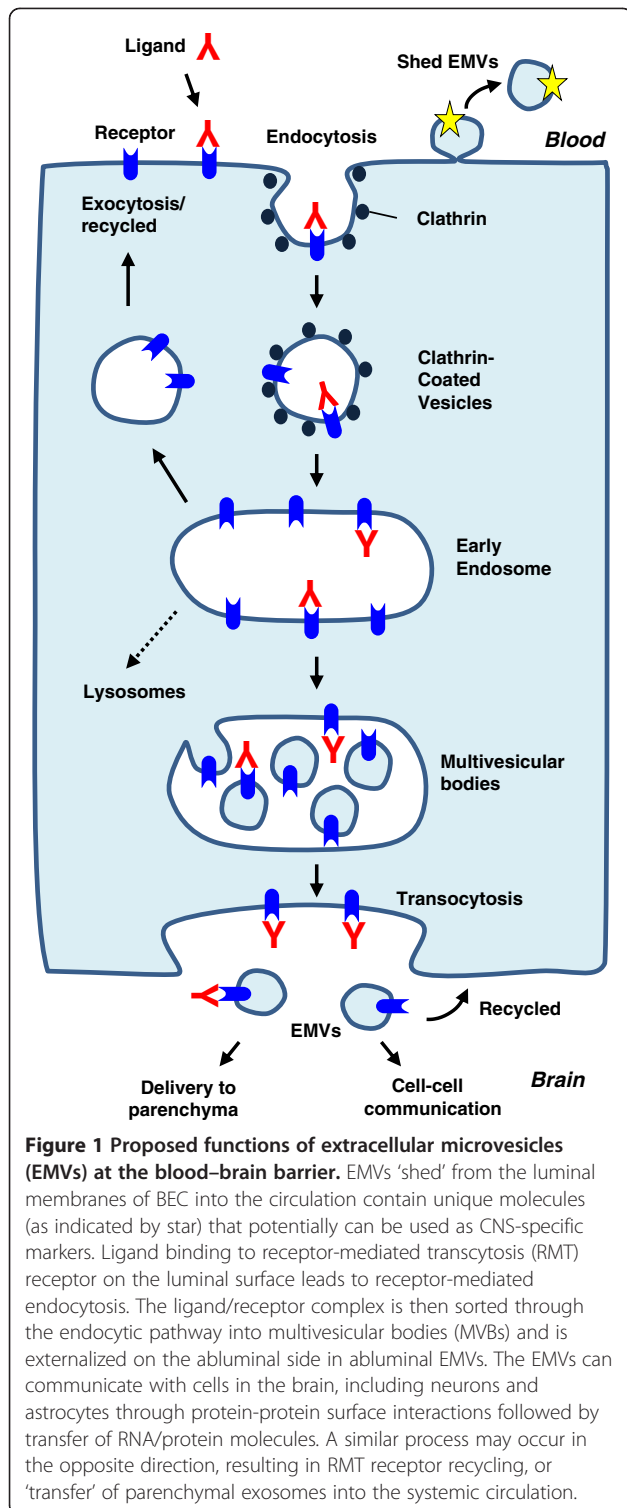 Ligand
Shed EMVs
Receptor
Endocytosis
Blood
Exocytosis/
recycled
Clathrin
Clathrin-
Coated
Vesicles
Early
Endosome
Lysosomes
Multivesicular
bodies
Transocytosis
Recycled
EMVs
Delivery to
parenchyma
Cell-cell
communication
Brain
Figure 1 Proposed functions of extracellular microvesicles
(EMVs) at the blood–brain barrier. EMVs ‘shed’ from the luminal
membranes of BEC into the circulation contain unique molecules
(as indicated by star) that potentially can be used as CNS-specific
markers. Ligand binding to receptor-mediated transcytosis (RMT)
receptor on the luminal surface leads to receptor-mediated
endocytosis. The ligand/receptor complex is then sorted through
the endocytic pathway into multivesicular bodies (MVBs) and is
externalized on the abluminal side in abluminal EMVs. The EMVs can
communicate with cells in the brain, including neurons and
astrocytes through protein-protein surface interactions followed by
transfer of RNA/protein molecules. A similar process may occur in
the opposite direction, resulting in RMT receptor recycling, or
‘transfer’ of parenchymal exosomes into the systemic circulation.